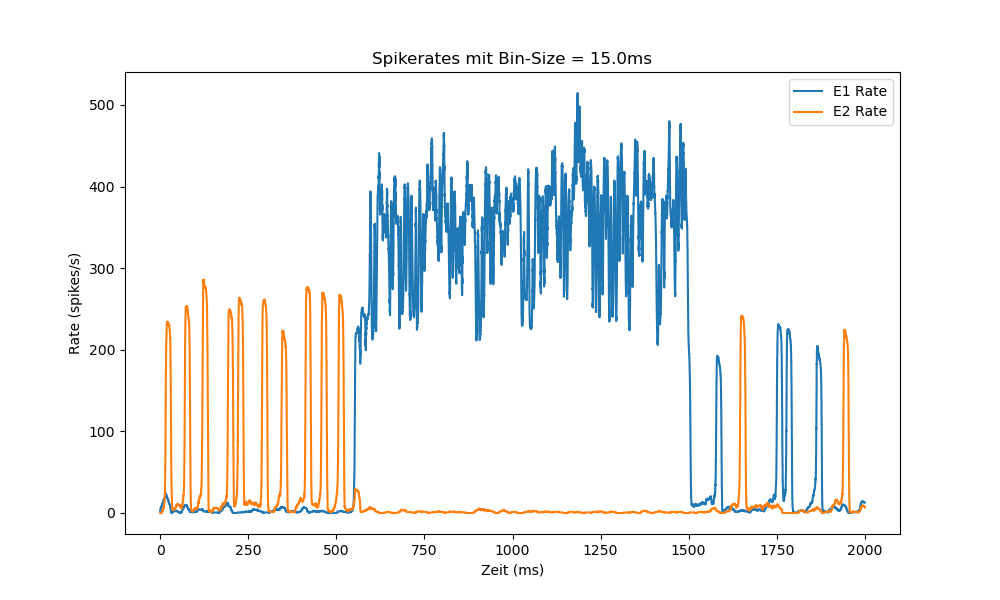 Spikerates mit Bin-Size = 15.0ms
E1 Rate
E2 Rate
500
400
300
200
100
0
Rate (spikes/s)
0 250 500 750 1000 1250 1500 1750 2000
Zeit (ms)